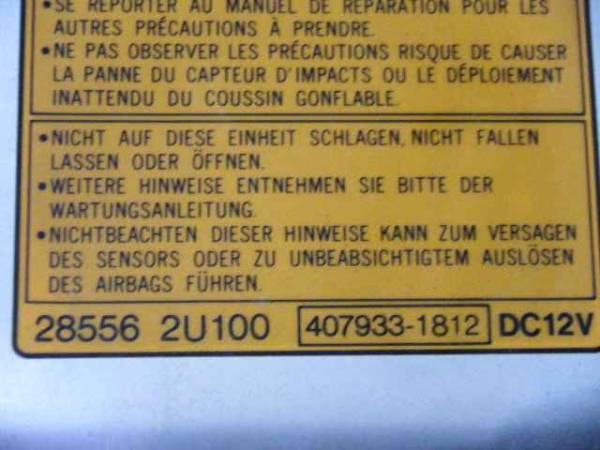 •SE REPORTER AU MANUEL DE RÉPARATION POUR LES
AUTRES PRÉCAUTIONS À PRENDRE.
•NE PAS OBSERVER LES PRÉCAUTIONS RISQUE DE CAUSER
LA PANNE DU CAPTEUR D'IMPACTS OU LE DÉPLOIEMENT
INATTENDU DU COUSSIN GONFLABLE.
•NICHT AUF DIESE EINHEIT SCHLAGEN, NICHT FALLEN
LASSEN ODER ÖFFNEN.
•WEITERE HINWEISE ENTNEHMEN SIE BITTE DER
WARTUNGSANLEITUNG.
•NICHTBEACHTEN DIESER HINWEISE KANN ZUM VERSAGEN
DES SENSORS ODER ZU UNBEABSICHTIGTEM AUSLÖSEN
DES AIRBAGS FÜHREN.
28556 2U100 407933-1812 DC12V